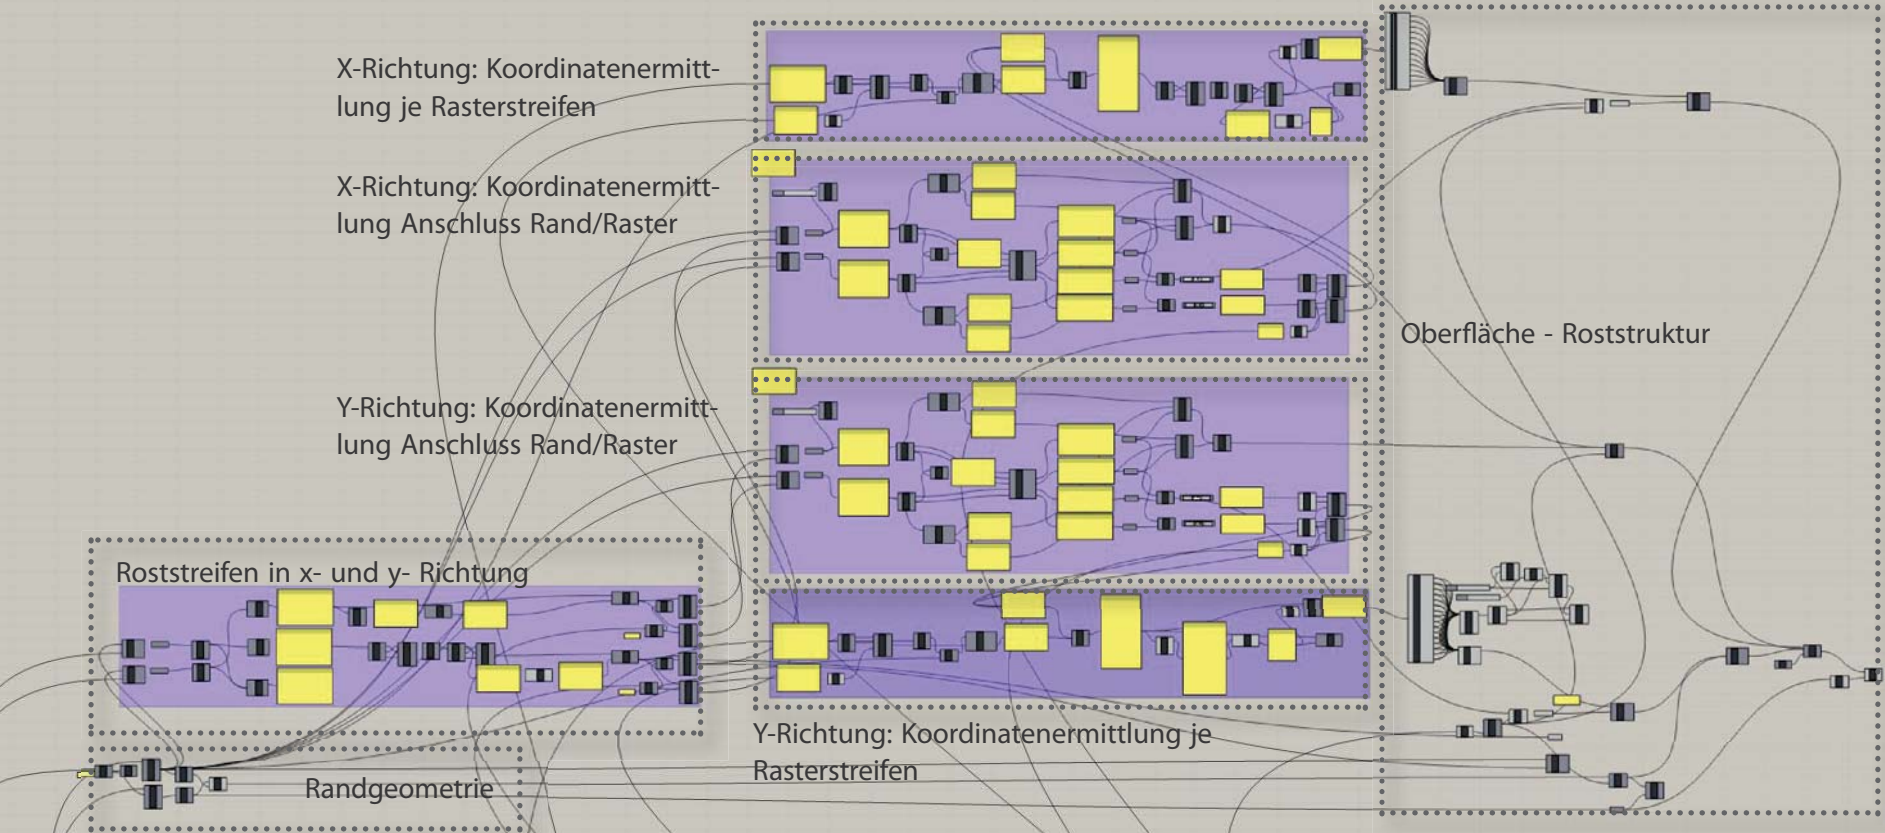 X-Richtung: Koordinatenermitt-
lung je Rasterstreifen
X-Richtung: Koordinatenermitt-
lung Anschluss Rand/Raster
Oberfläche - Roststruktur
Y-Richtung: Koordinatenermitt-
lung Anschluss Rand/Raster
Roststreifen in x- und y- Richtung
Y-Richtung: Koordinatenermittlung je
Rasterstreifen
Randgeometrie